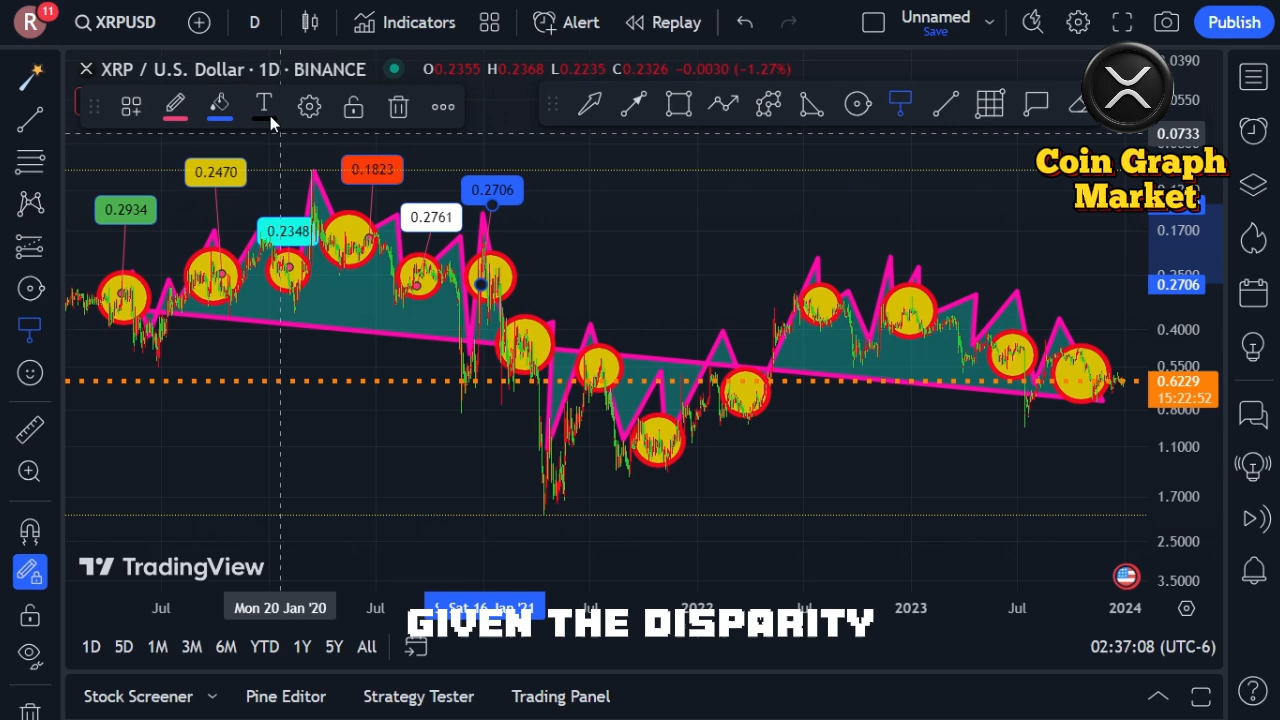 R
11
XRPUSD
D
Indicators
Alert
Replay
Unnamed
Save
Publish
XRP / U.S. Dollar · 1D · BINANCE
O0.2355 H0.2368 L0.2235 C0.2326 −0.0030 (−1.27%)
T
0.0390
0.0733
Coin Graph
Market
0.2934
0.2470
0.2348
0.1823
0.2761
0.2706
0.1700
0.2706
0.4000
0.5500
0.6229
15:22:52
0.8000
1.1000
1.7000
2.5000
3.5000
TradingView
Jul
Mon 20 Jan '20
Jul
Sat 16 Jan '21
2022
2023
Jul
2024
GIVEN THE DISPARITY
1D 5D 1M 3M 6M YTD 1Y 5Y All
02:37:08 (UTC-6)
Stock Screener
Pine Editor
Strategy Tester
Trading Panel